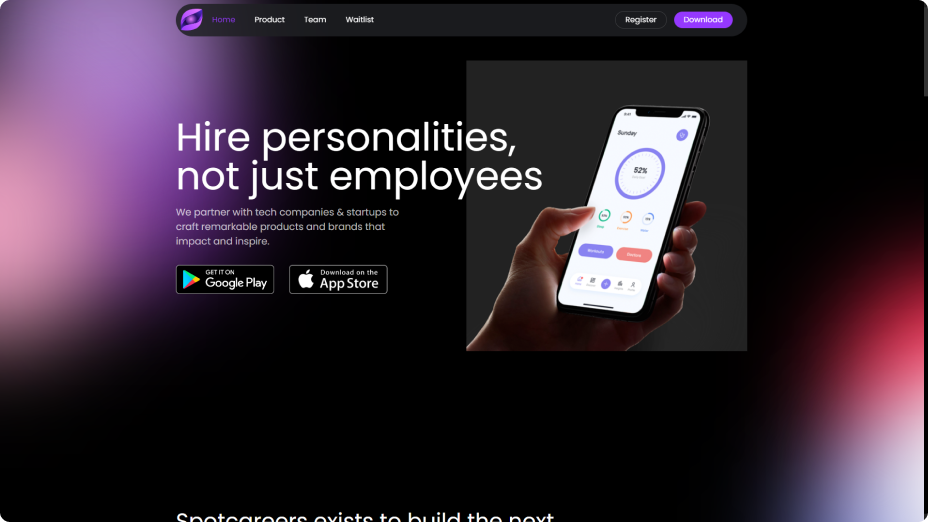 Home
Product
Team
Waitlist
Register
Download
Hire personalities,
not just employees
We partner with tech companies & startups to
craft remarkable products and brands that
impact and inspire.
GET IT ON
Google Play
Download on the
App Store
Sunday
52%
Workouts
Spotcareers exists to build the next